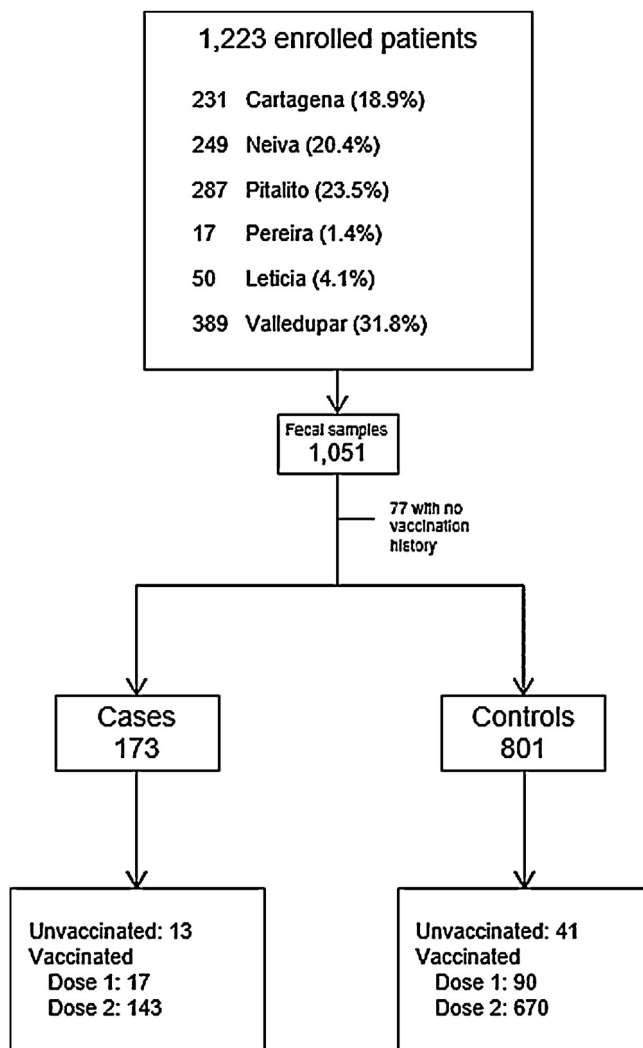 1,223 enrolled patients
231 Cartagena (18.9%)
249 Neiva (20.4%)
287 Pitalito (23.5%)
17 Pereira (1.4%)
50 Leticia (4.1%)
389 Valledupar (31.8%)
Fecal samples
1,051
77 with no
vaccination
history
Cases
173
Controls
801
Unvaccinated: 13
Vaccinated
Dose 1: 17
Dose 2: 143
Unvaccinated: 41
Vaccinated
Dose 1: 90
Dose 2: 670